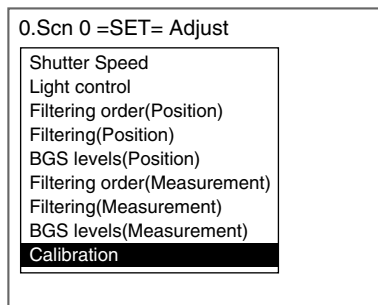 0.Scn 0 =SET= Adjust
Shutter Speed
Light control
Filtering order(Position)
Filtering(Position)
BGS levels(Position)
Filtering order(Measurement)
Filtering(Measurement)
BGS levels(Measurement)
Calibration